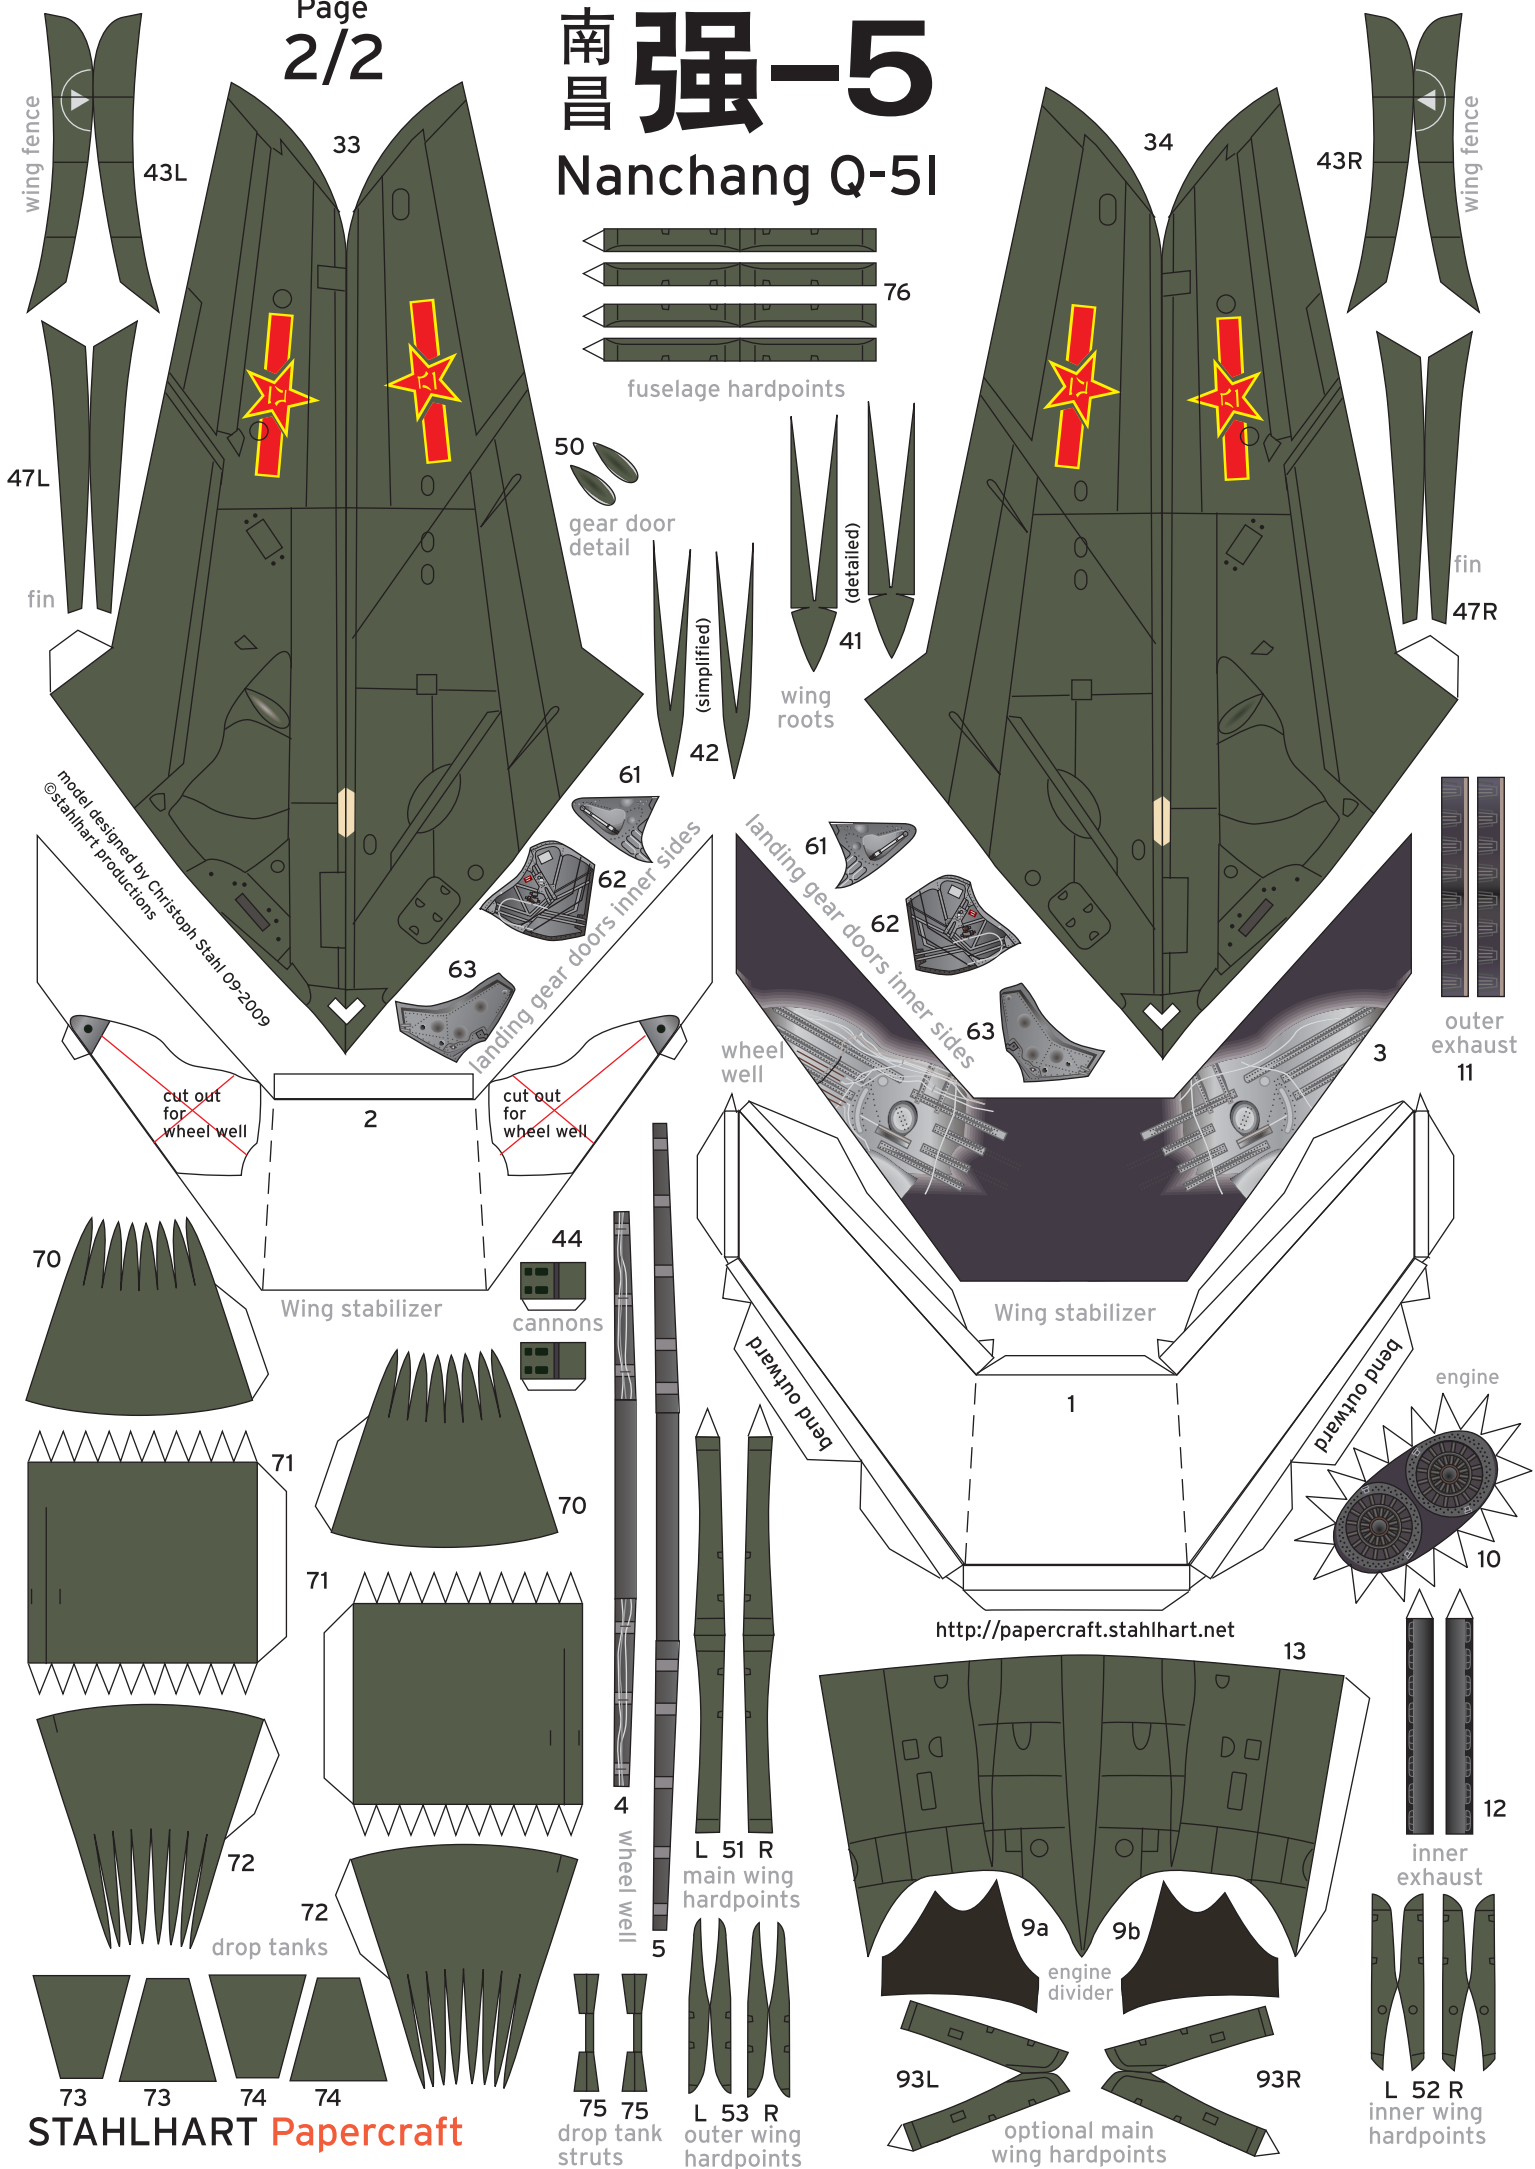 Page
2/2
南昌
强-5
Nanchang Q-5I
wing fence
43L
33
34
43R
wing fence
76
fuselage hardpoints
47L
fin
50
gear door
detail
(detailed)
41
wing
roots
(simplified)
42
fin
47R
model designed by Christoph Stahl 09-2009
©stahlhart productions
61
62
63
landing gear doors inner sides
61
62
63
landing gear doors inner sides
outer
exhaust
11
wheel
well
3
cut out
for
wheel well
2
cut out
for
wheel well
Wing stabilizer
70
44
cannons
Wing stabilizer
bend outward
1
bend outward
engine
10
71
70
71
http://papercraft.stahlhart.net
13
12
inner
exhaust
4
wheel well
5
L 51 R
main wing
hardpoints
72
72
drop tanks
9a
9b
engine
divider
73
73
74
74
75
75
drop tank
struts
L 53 R
outer wing
hardpoints
93L
93R
optional main
wing hardpoints
L 52 R
inner wing
hardpoints
STAHLHART Papercraft